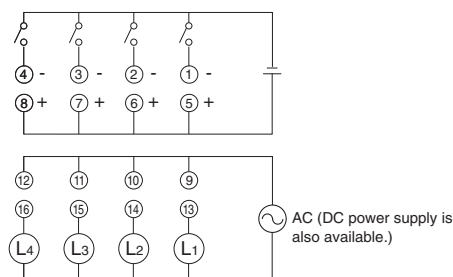 4 - 3 - 2 - 1 -
8 + 7 + 6 + 5 +
12 11 10 9
16 15 14 13
L4 L3 L2 L1
AC (DC power supply is
also available.)